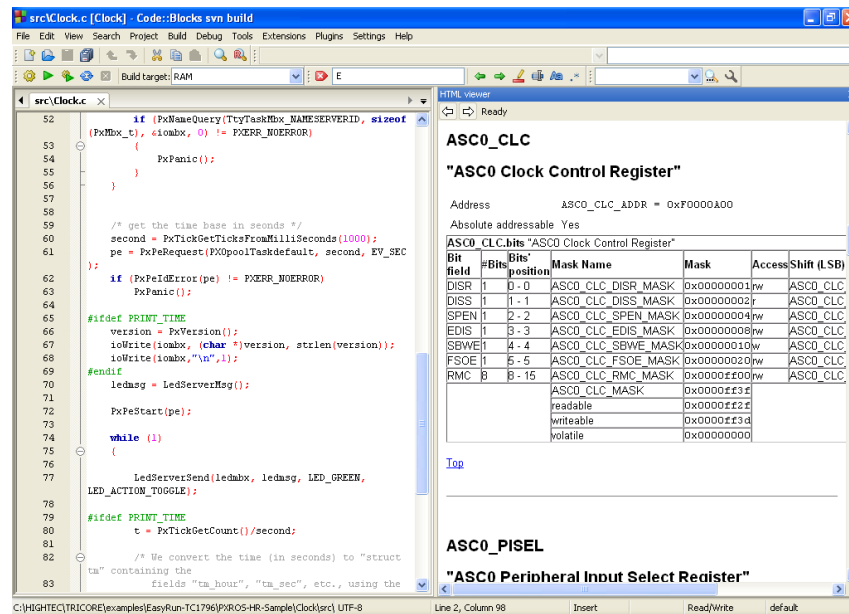 src\Clock.c [Clock] - Code::Blocks svn build
File Edit View Search Project Build Debug Tools Extensions Plugins Settings Help
Build target: RAM
E
src\Clock.c
52 if (PxNameQuery(TtyTaskMbx_NAMESERVERID, sizeof
(PxMbx_t), &iombx, 0) != PXERR_NOERROR)
53 {
54 PxPanic();
55 }
56 }
57
58
59 /* get the time base in seonds */
60 second = PxTickGetTicksFromMilliSeconds(1000);
61 pe = PxPeRequest(PXOpoolTaskdefault, second, EV_SEC
);
62 if (PxPeIdError(pe) != PXERR_NOERROR)
63 PxPanic();
64
65 #ifdef PRINT_TIME
66 version = PxVersion();
67 ioWrite(iombx, (char *)version, strlen(version));
68 ioWrite(iombx,"\n",1);
69 #endif
70 ledmsg = LedServerMsg();
71
72 PxPeStart(pe);
73
74 while (1)
75 {
76
77 LedServerSend(ledmbx, ledmsg, LED_GREEN,
LED_ACTION_TOGGLE);
78
79 #ifdef PRINT_TIME
80 t = PxTickGetCount()/second;
81
82 /* We convert the time (in seconds) to "struct
tm" containing the
83 fields "tm_hour", "tm_sec", etc., using the
HTML viewer
Ready
ASC0_CLC
"ASC0 Clock Control Register"
Address ASC0_CLC_ADDR = 0xF0000A00
Absolute addressable Yes
ASC0_CLC.bits "ASC0 Clock Control Register"
Bit field #Bits Bits' position Mask Name Mask Access Shift (LSB)
DISR 1 0 - 0 ASC0_CLC_DISR_MASK 0x00000001 rw ASC0_CLC
DISS 1 1 - 1 ASC0_CLC_DISS_MASK 0x00000002 r ASC0_CLC
SPEN 1 2 - 2 ASC0_CLC_SPEN_MASK 0x00000004 rw ASC0_CLC
EDIS 1 3 - 3 ASC0_CLC_EDIS_MASK 0x00000008 rw ASC0_CLC
SBWE 1 4 - 4 ASC0_CLC_SBWE_MASK 0x00000010 w ASC0_CLC
FSOE 1 5 - 5 ASC0_CLC_FSOE_MASK 0x00000020 rw ASC0_CLC
RMC 8 8 - 15 ASC0_CLC_RMC_MASK 0x0000ff00 rw ASC0_CLC
ASC0_CLC_MASK 0x0000ff3f
readable 0x0000ff2f
writeable 0x0000ff3d
volatile 0x00000000
Top
ASC0_PISEL
"ASC0 Peripheral Input Select Register"
C:\HIGHTEC\TRICORE\examples\EasyRun-TC1796\PXROS-HR-Sample\Clock\src\ UTF-8 Line 2, Column 98 Insert Read/Write default